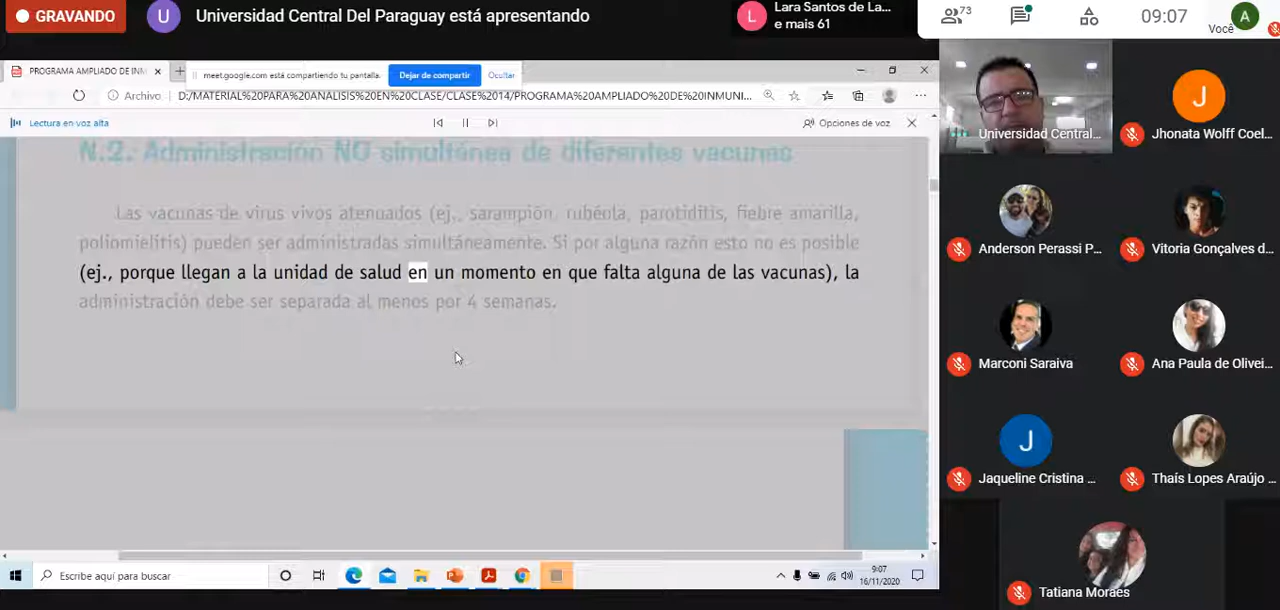 GRAVANDO
U
Universidad Central Del Paraguay está apresentando
L
Lara Santos de La...
e mais 61
73
09:07
Você
A
PROGRAMA AMPLIADO DE INM
meet.google.com está compartiendo tu pantalla.
Dejar de compartir
Ocultar
Archivo
D:/MATERIAL%20PARA%20ANALISIS%20EN%20CLASE/CLASE%2014/PROGRAMA%20AMPLIADO%20DE%20INMUNI...
Lectura en voz alta
Opciones de voz
N.2. Administración NO simultánea de diferentes vacunas
Las vacunas de virus vivos atenuados (ej., sarampión, rubéola, parotiditis, fiebre amarilla,
poliomielitis) pueden ser administradas simultáneamente. Si por alguna razón esto no es posible
(ej., porque llegan a la unidad de salud en un momento en que falta alguna de las vacunas), la
administración debe ser separada al menos por 4 semanas.
Escribe aquí para buscar
9:07
16/11/2020
Universidad Central...
J
Jhonata Wolff Coel...
Anderson Perassi P...
Vitoria Gonçalves d...
Marconi Saraiva
Ana Paula de Olivei...
J
Jaqueline Cristina ...
Thaís Lopes Araújo ...
Tatiana Moraes